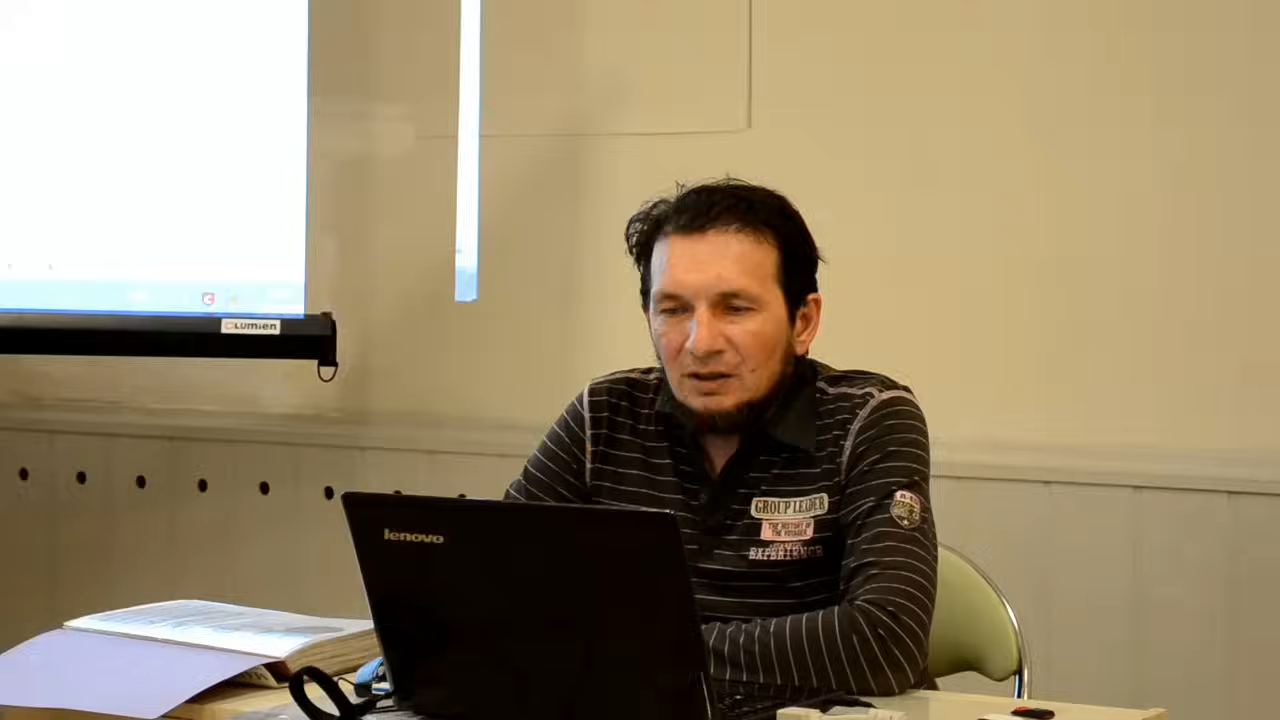 Lumien
lenovo
GROUP LEADER
THE HISTORY OF
THE VOYAGER
EXPERIENCE